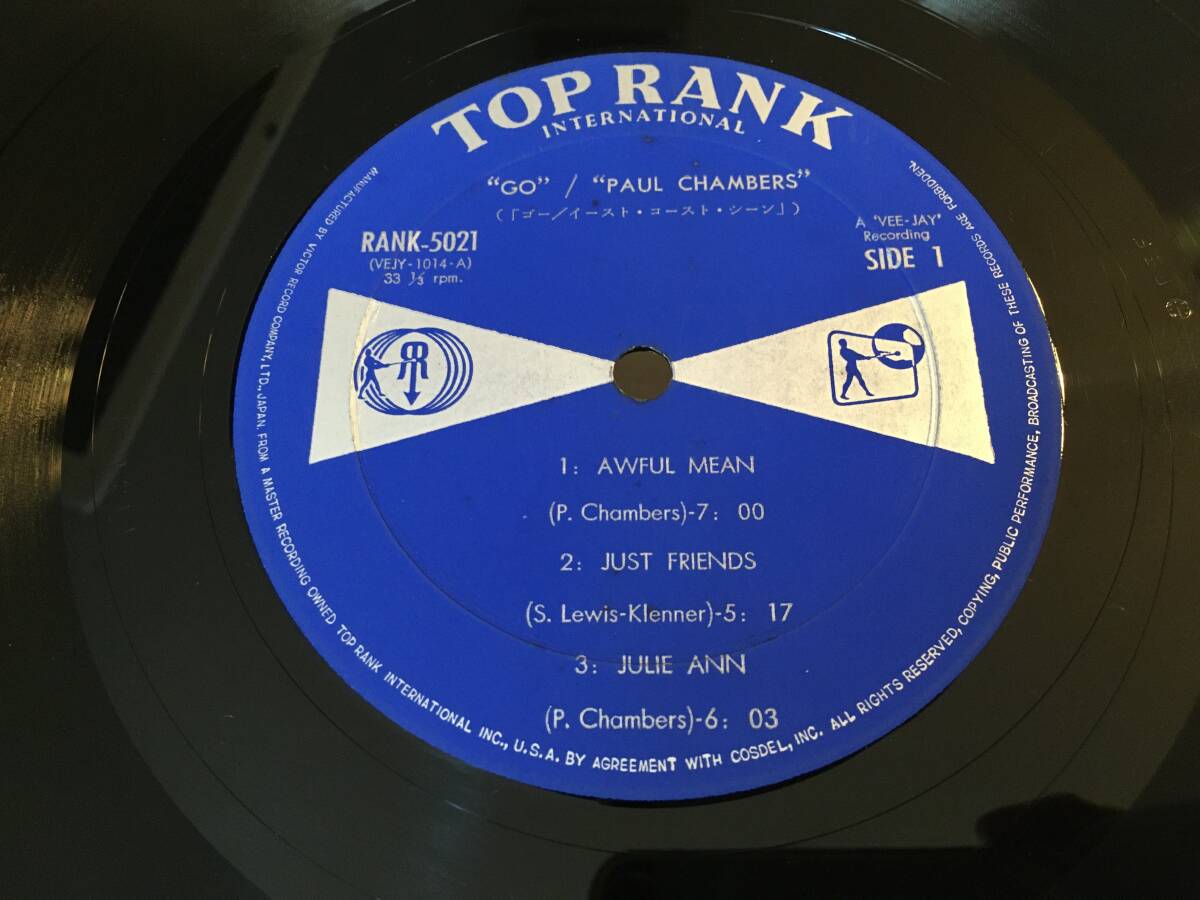 TOP RANK
INTERNATIONAL
“GO” / “PAUL CHAMBERS”
(「ゴー/イースト・コースト・シーン」)
RANK-5021
(VEJY-1014-A)
33 ⅓ rpm.
A 'VEE-JAY'
Recording
SIDE 1
1: AWFUL MEAN
(P. Chambers)-7: 00
2: JUST FRIENDS
(S. Lewis-Klenner)-5: 17
3: JULIE ANN
(P. Chambers)-6: 03
MANUFACTURED BY VICTOR RECORD COMPANY, LTD., JAPAN. FROM A MASTER RECORDING OWNED TOP RANK INTERNATIONAL INC., U.S.A. BY AGREEMENT WITH COSDEL, INC. ALL RIGHTS RESERVED, COPYING, PUBLIC PERFORMANCE, BROADCASTING OF THESE RECORDS ARE FORBIDDEN.